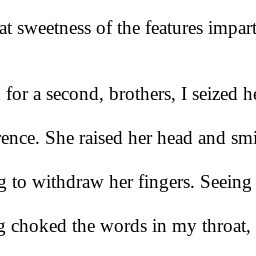 at sweetness of the features impart
for a second, brothers, I seized he
rence. She raised her head and smi
g to withdraw her fingers. Seeing
g choked the words in my throat,